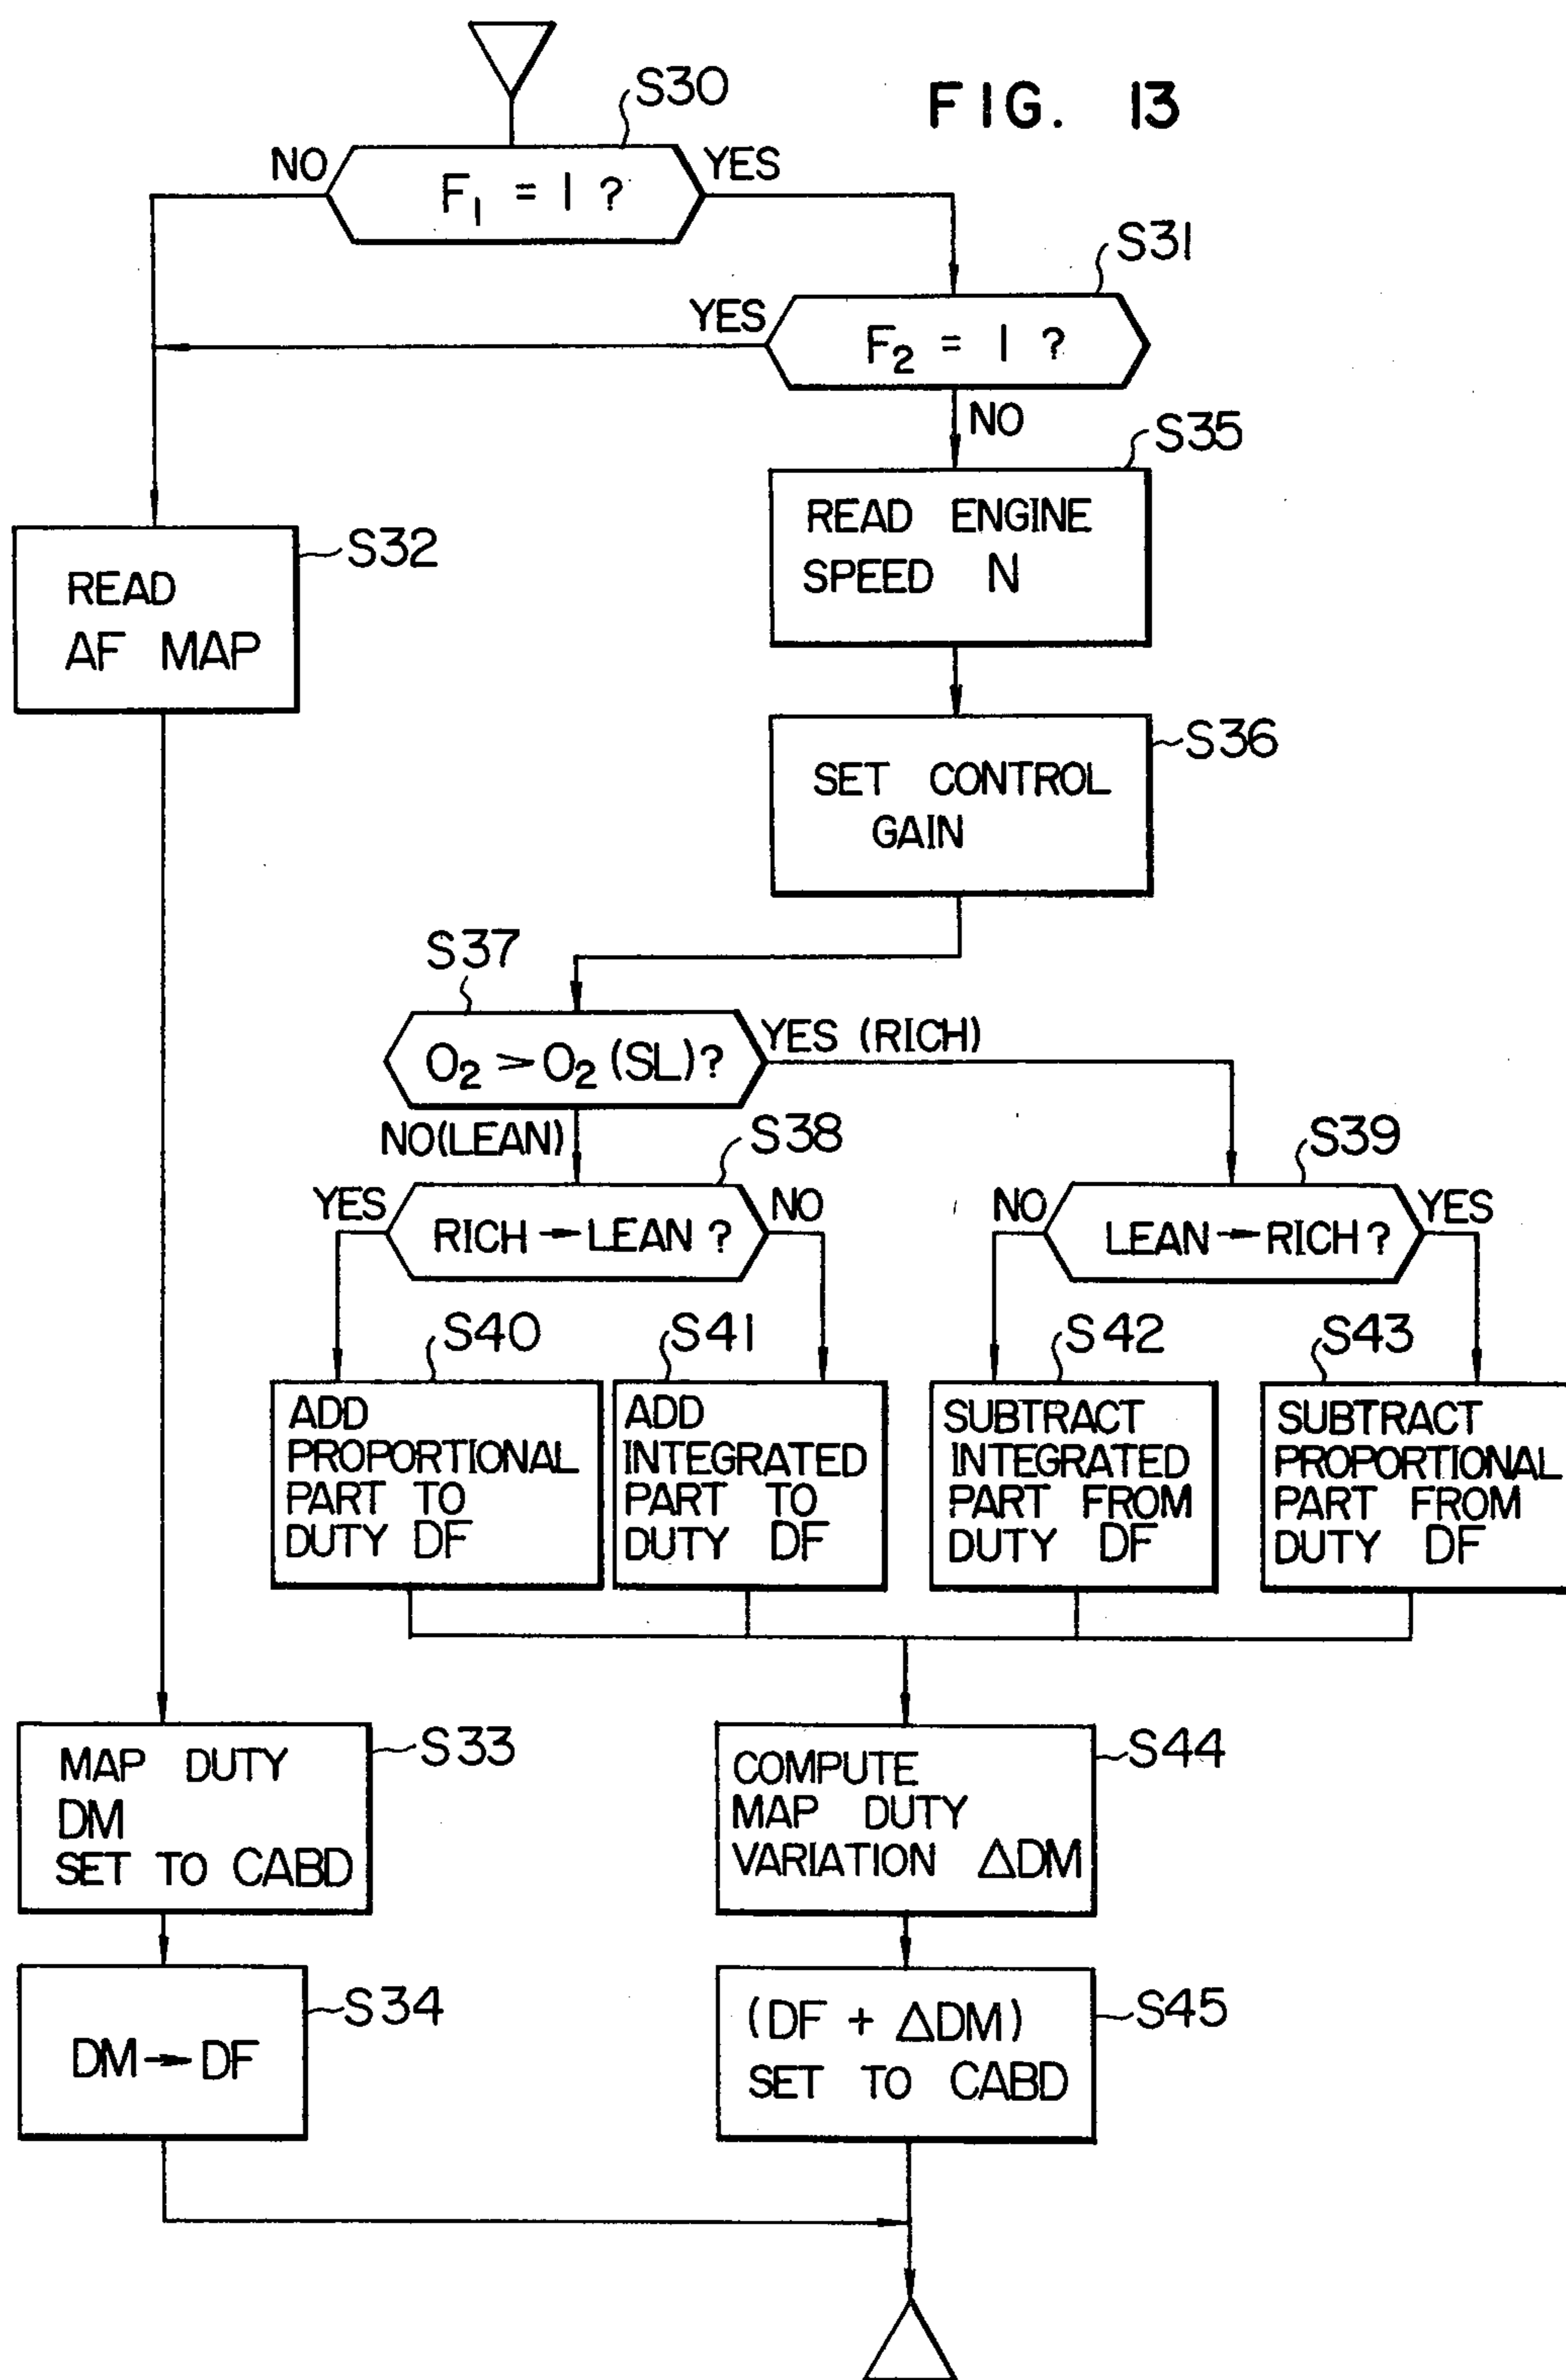 FIG. 13
S30
NO
YES
F1 = 1 ?
S31
YES
F2 = 1 ?
NO
S35
READ ENGINE
SPEED N
S32
READ
AF MAP
S36
SET CONTROL
GAIN
S37
O2 > O2 (SL) ?
YES (RICH)
NO(LEAN)
S38
YES
RICH → LEAN ?
NO
S39
NO
LEAN → RICH ?
YES
S40
ADD
PROPORTIONAL
PART TO
DUTY DF
S41
ADD
INTEGRATED
PART TO
DUTY DF
S42
SUBTRACT
INTEGRATED
PART FROM
DUTY DF
S43
SUBTRACT
PROPORTIONAL
PART FROM
DUTY DF
S33
MAP DUTY
DM
SET TO CABD
S44
COMPUTE
MAP DUTY
VARIATION ΔDM
S34
DM → DF
S45
(DF + ΔDM)
SET TO CABD